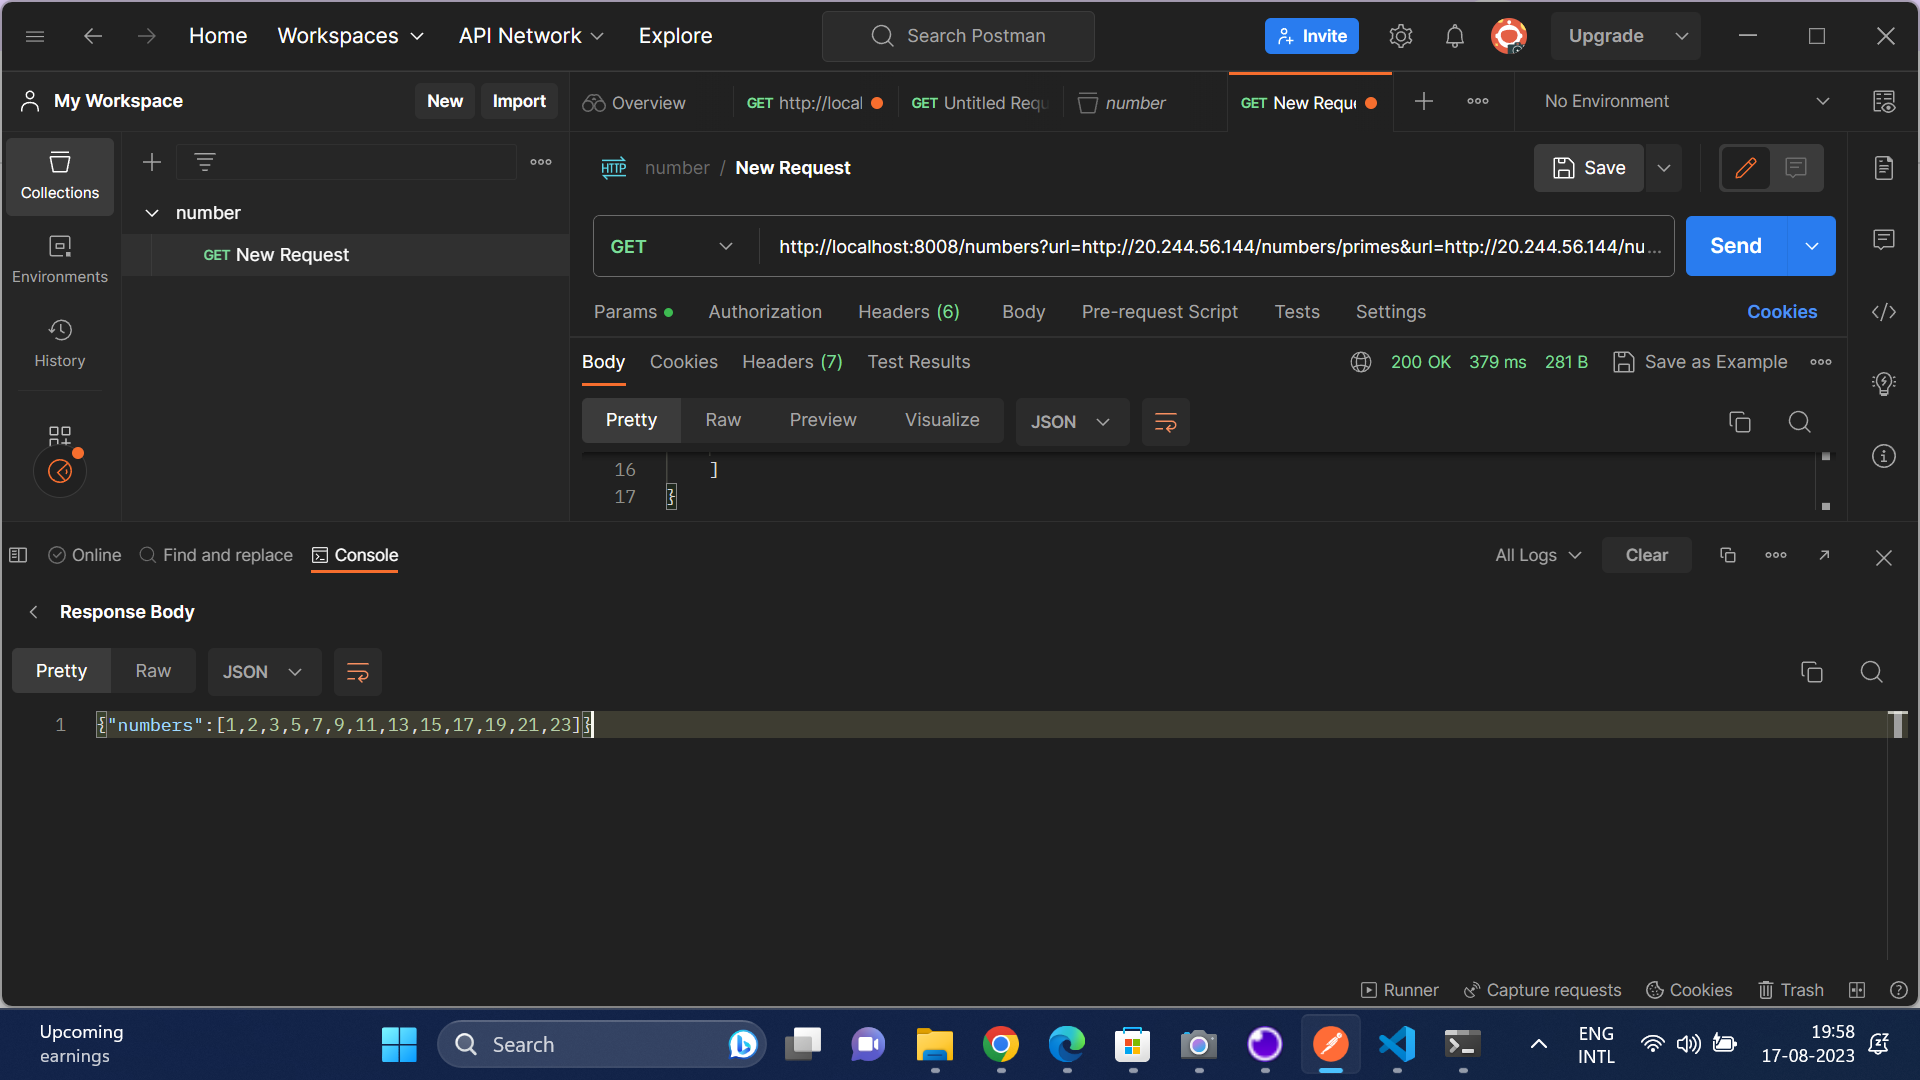 Home
Workspaces
API Network
Explore
Search Postman
Invite
Upgrade
My Workspace
New
Import
Overview
GET http://local
GET Untitled Requ
number
GET New Reque
No Environment
Collections
Environments
History
number
GET New Request
HTTP
number / New Request
Save
GET
http://localhost:8008/numbers?url=http://20.244.56.144/numbers/primes&url=http://20.244.56.144/nu...
Send
Params
Authorization
Headers (6)
Body
Pre-request Script
Tests
Settings
Cookies
Body
Cookies
Headers (7)
Test Results
200 OK
379 ms
281 B
Save as Example
Pretty
Raw
Preview
Visualize
JSON
16 ]
17 }
Online
Find and replace
Console
All Logs
Clear
Response Body
Pretty
Raw
JSON
1 {"numbers":[1,2,3,5,7,9,11,13,15,17,19,21,23]}
Runner
Capture requests
Cookies
Trash
Upcoming
earnings
Search
ENG
INTL
19:58
17-08-2023